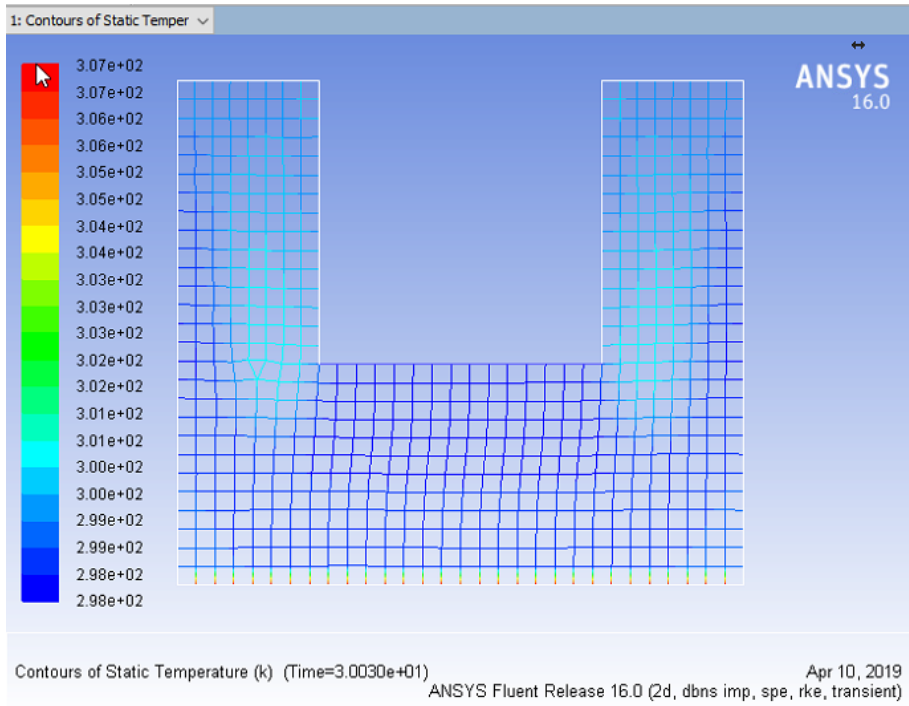 1: Contours of Static Temper
ANSYS
16.0
3.07e+02
3.07e+02
3.06e+02
3.06e+02
3.05e+02
3.05e+02
3.04e+02
3.04e+02
3.03e+02
3.03e+02
3.03e+02
3.02e+02
3.02e+02
3.01e+02
3.01e+02
3.00e+02
3.00e+02
2.99e+02
2.99e+02
2.98e+02
2.98e+02
Contours of Static Temperature (k) (Time=3.0030e+01)
Apr 10, 2019
ANSYS Fluent Release 16.0 (2d, dbns imp, spe, rke, transient)